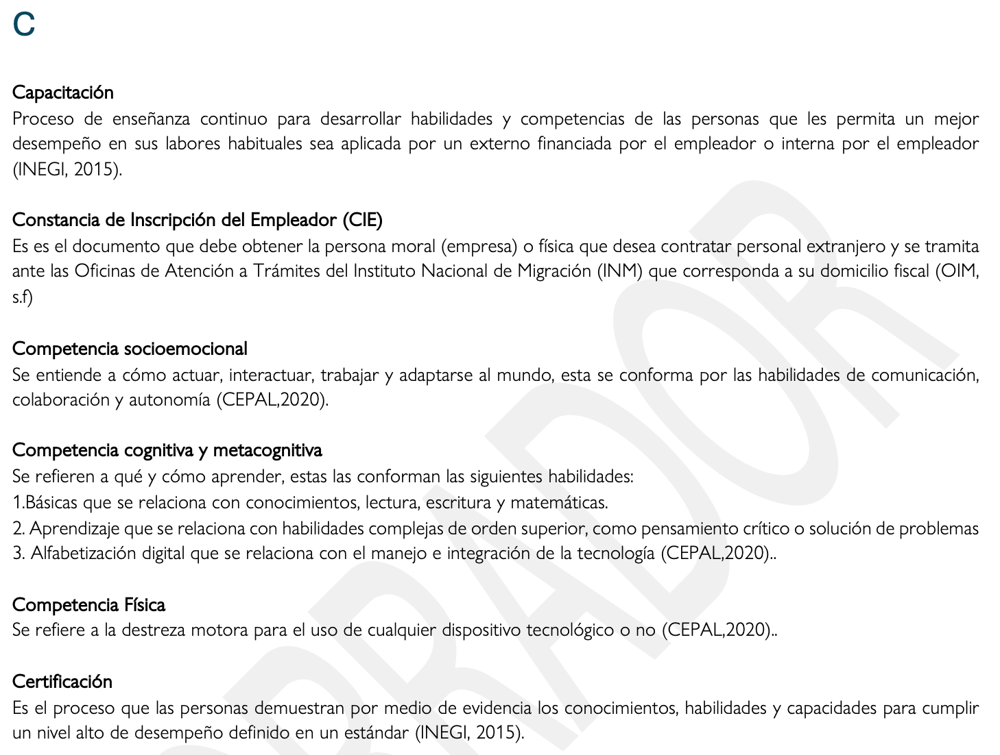 C
Capacitación
Proceso de enseñanza continuo para desarrollar habilidades y competencias de las personas que les permita un mejor
desempeño en sus labores habituales sea aplicada por un externo financiada por el empleador o interna por el empleador
(INEGI, 2015).
Constancia de Inscripción del Empleador (CIE)
Es es el documento que debe obtener la persona moral (empresa) o física que desea contratar personal extranjero y se tramita
ante las Oficinas de Atención a Trámites del Instituto Nacional de Migración (INM) que corresponda a su domicilio fiscal (OIM,
s.f)
Competencia socioemocional
Se entiende a cómo actuar, interactuar, trabajar y adaptarse al mundo, esta se conforma por las habilidades de comunicación,
colaboración y autonomía (CEPAL,2020).
Competencia cognitiva y metacognitiva
Se refieren a qué y cómo aprender, estas las conforman las siguientes habilidades:
1.Básicas que se relaciona con conocimientos, lectura, escritura y matemáticas.
2. Aprendizaje que se relaciona con habilidades complejas de orden superior, como pensamiento crítico o solución de problemas
3. Alfabetización digital que se relaciona con el manejo e integración de la tecnología (CEPAL,2020)..
Competencia Física
Se refiere a la destreza motora para el uso de cualquier dispositivo tecnológico o no (CEPAL,2020)..
Certificación
Es el proceso que las personas demuestran por medio de evidencia los conocimientos, habilidades y capacidades para cumplir
un nivel alto de desempeño definido en un estándar (INEGI, 2015).
RRADOR